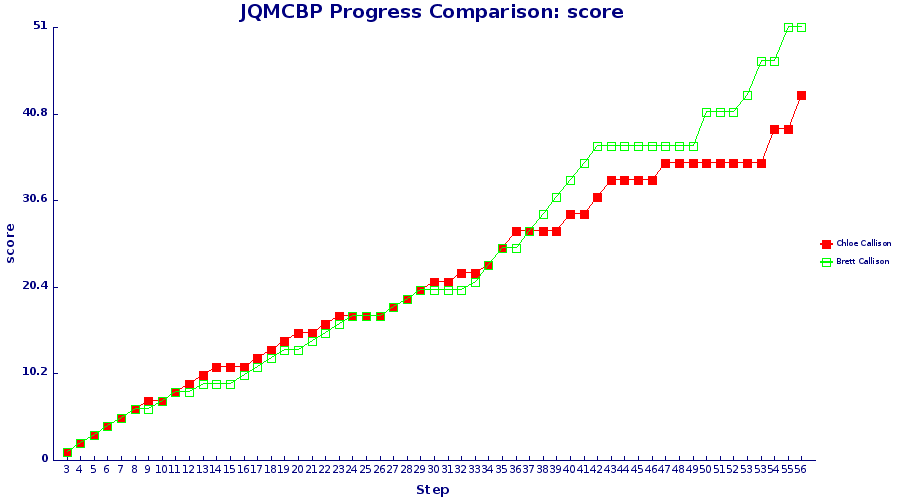 JQMCBP Progress Comparison: score
51
40.8
30.6
20.4
10.2
0
score
3 4 5 6 7 8 9 10 11 12 13 14 15 16 17 18 19 20 21 22 23 24 25 26 27 28 29 30 31 32 33 34 35 36 37 38 39 40 41 42 43 44 45 46 47 48 49 50 51 52 53 53 54 55 56
Step
Chloe Callison
Brett Callison